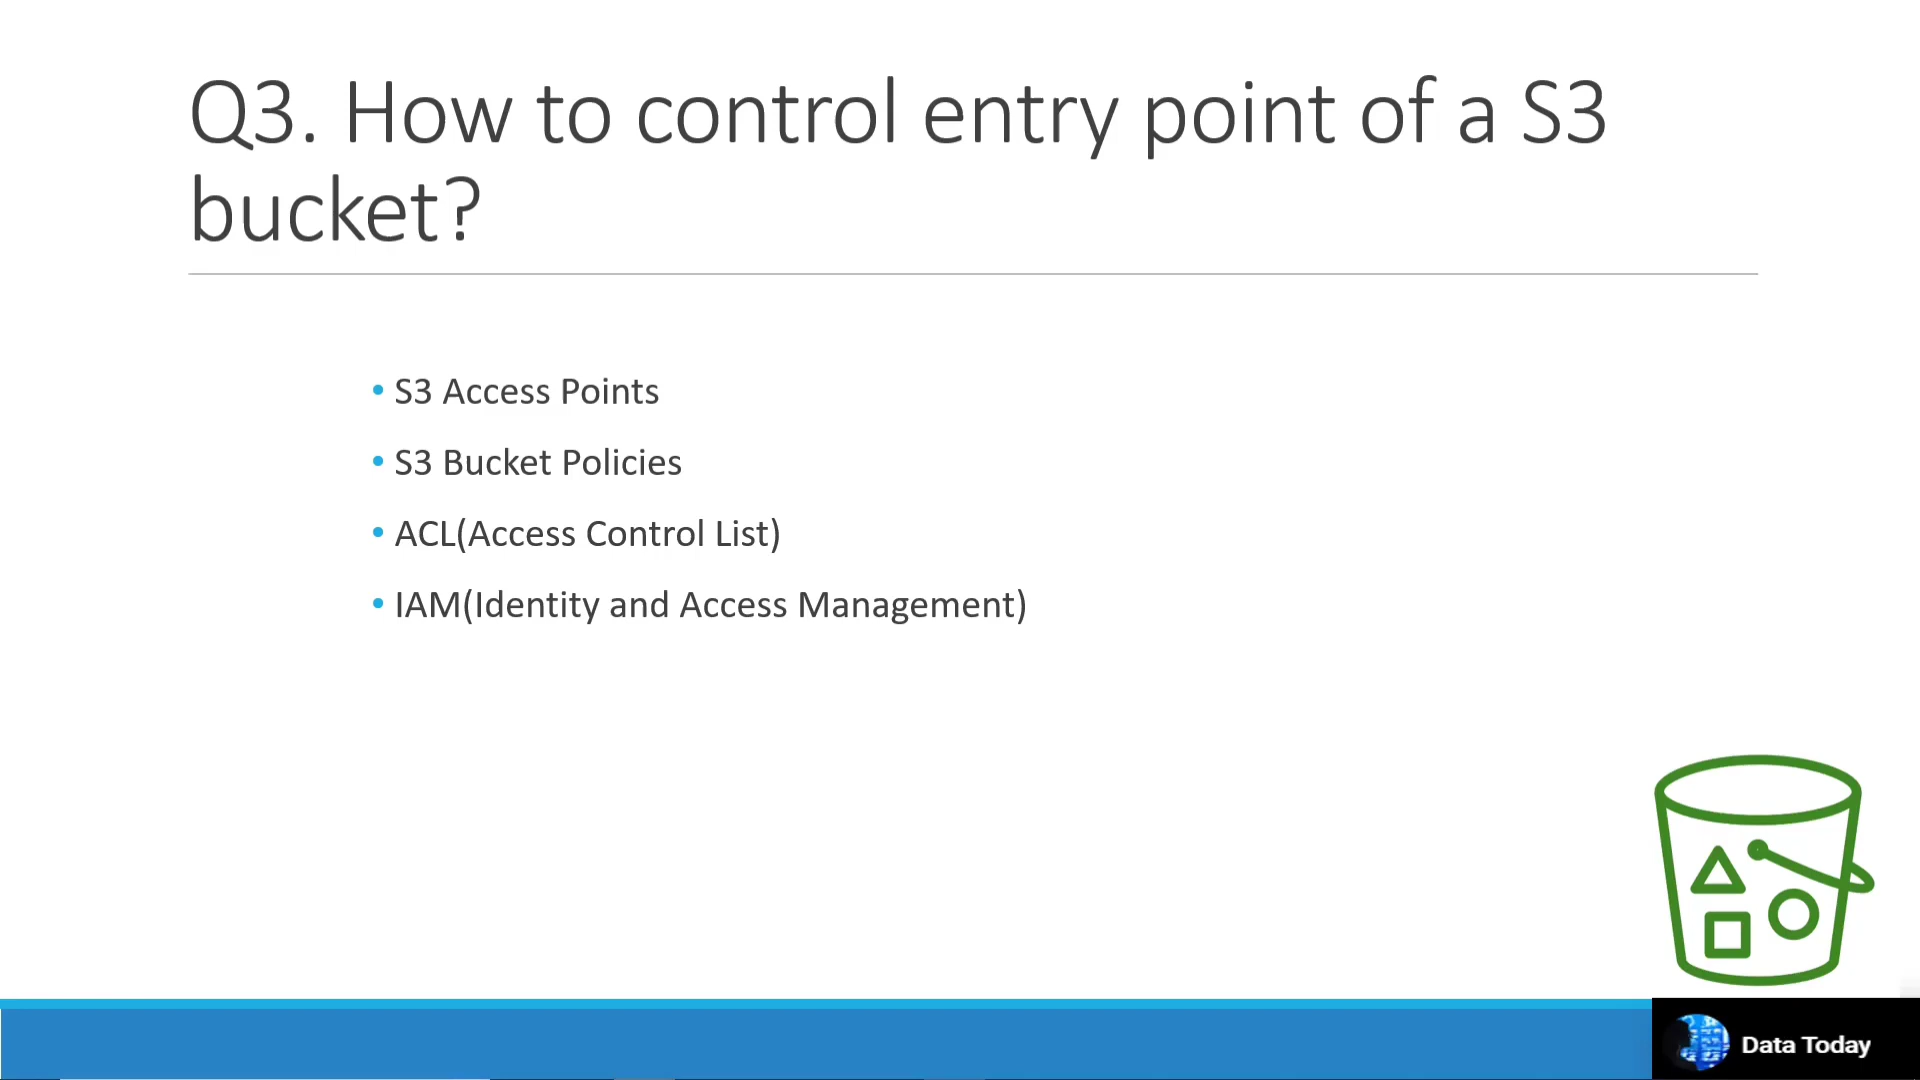 Q3. How to control entry point of a S3
bucket?
• S3 Access Points
• S3 Bucket Policies
• ACL(Access Control List)
• IAM(Identity and Access Management)
Data Today